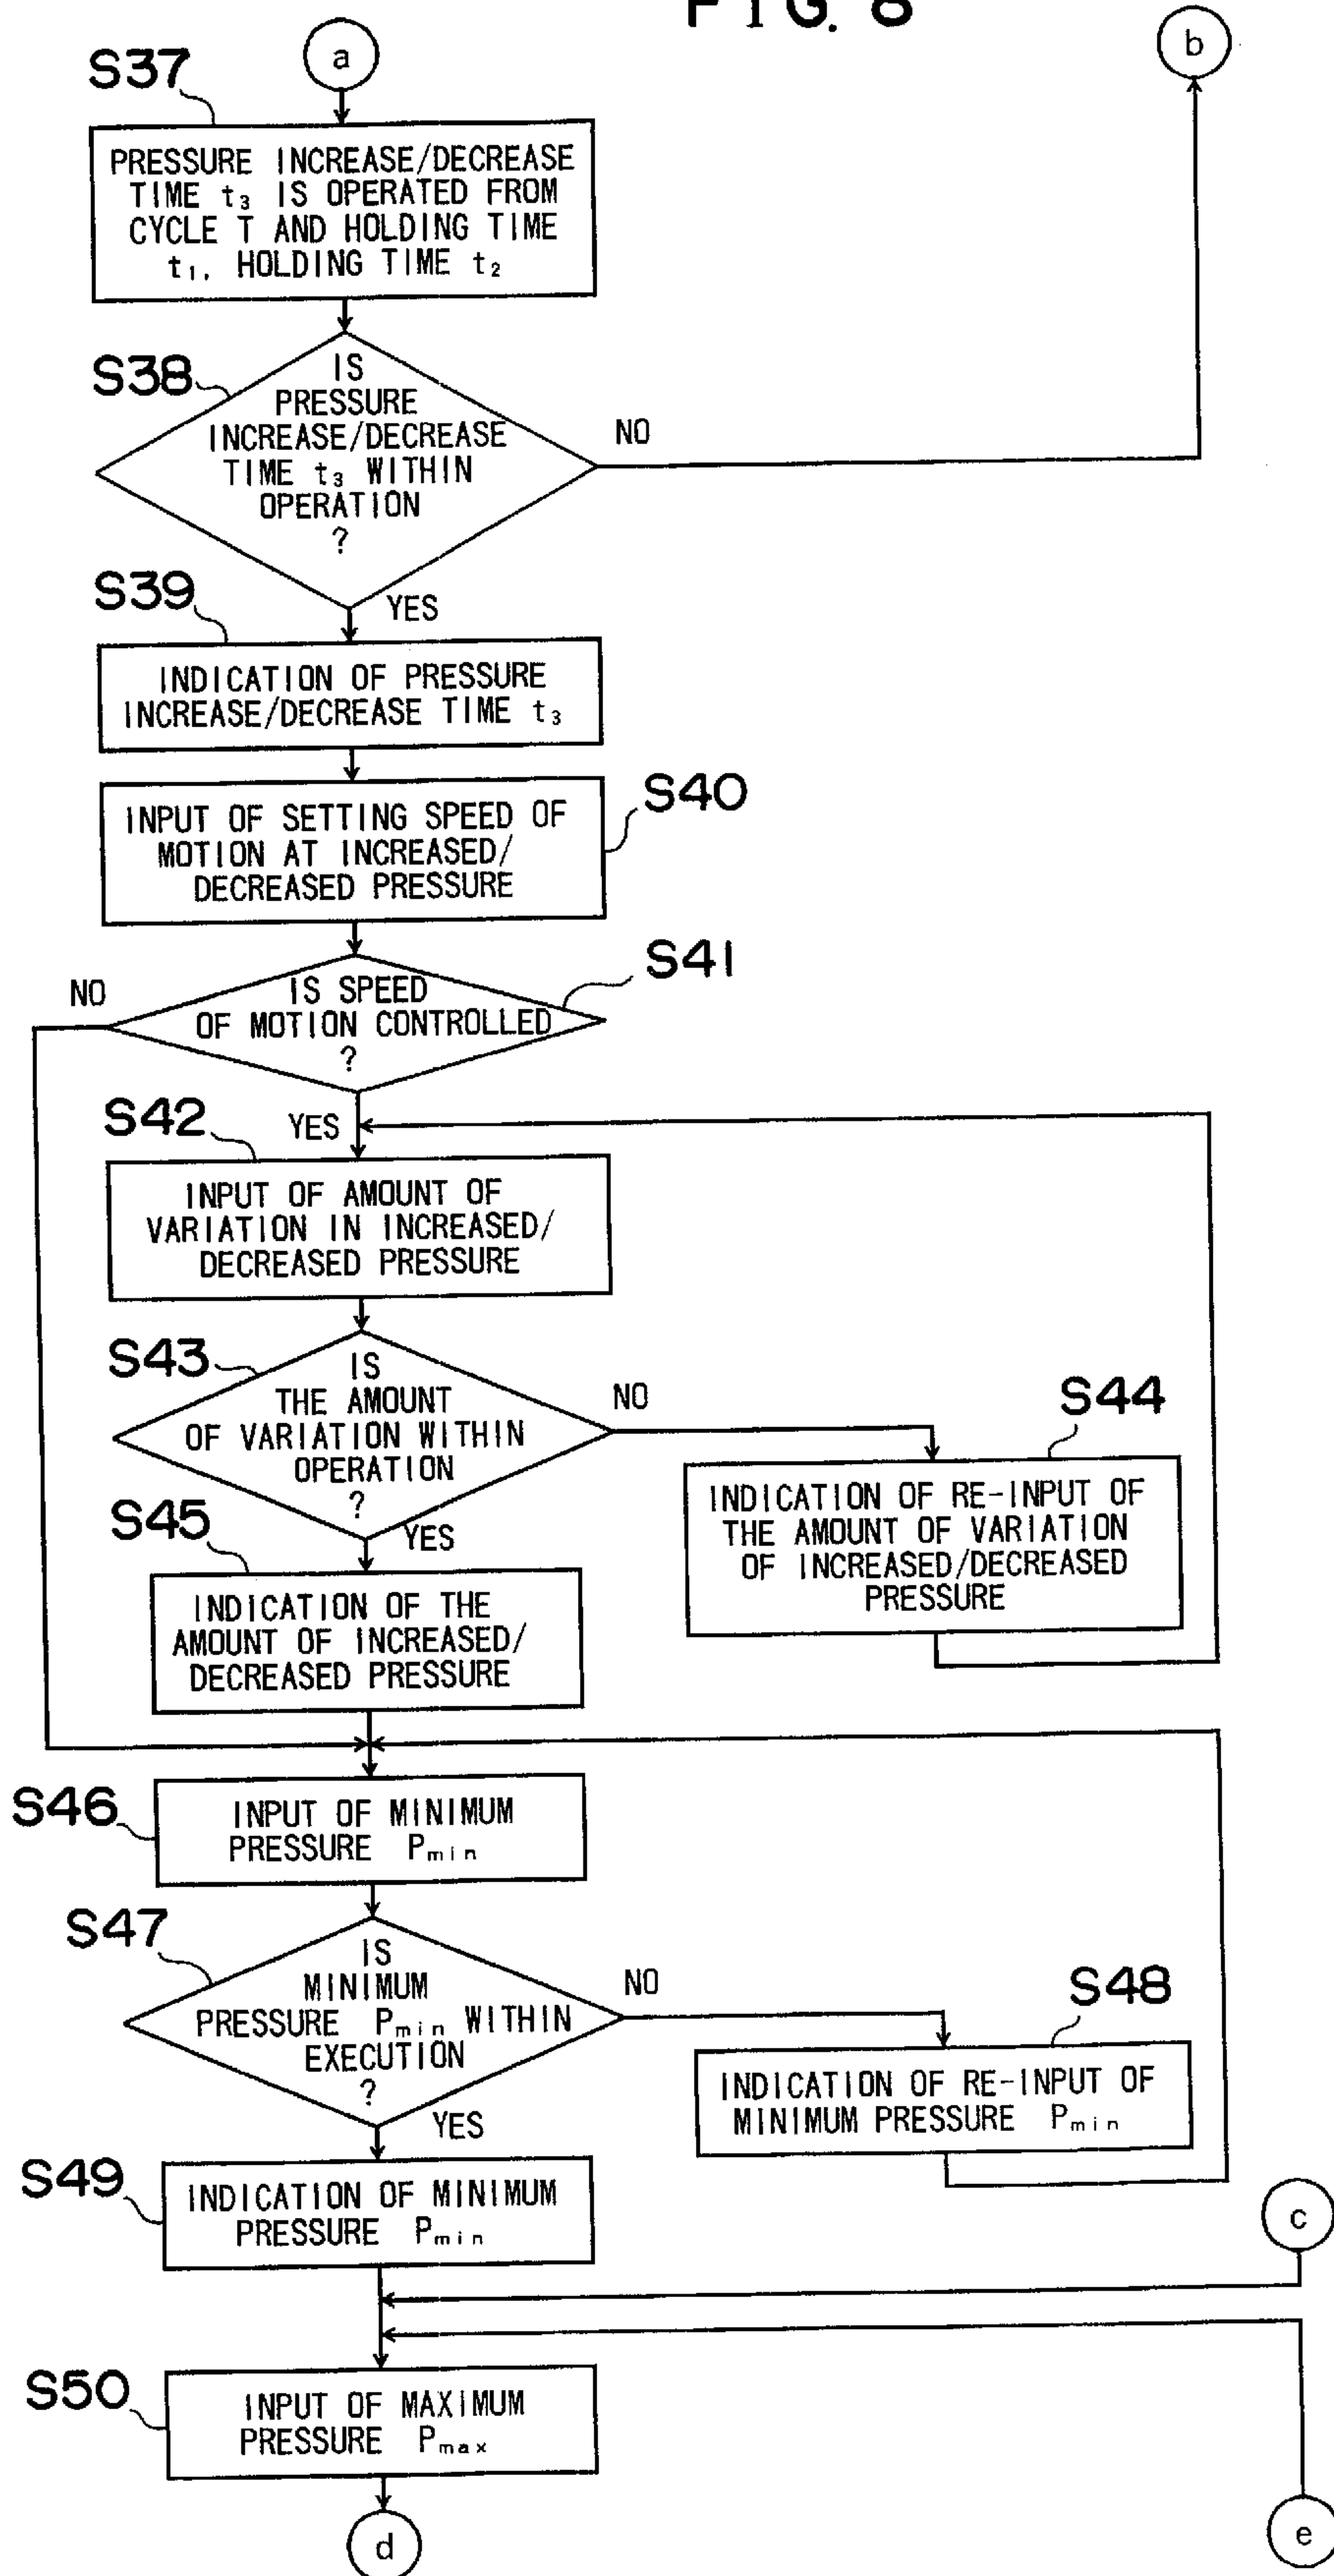 FIG. 8
a
b
S37
PRESSURE INCREASE/DECREASE
TIME t₃ IS OPERATED FROM
CYCLE T AND HOLDING TIME
t₁, HOLDING TIME t₂
S38
IS
PRESSURE
INCREASE/DECREASE
TIME t₃ WITHIN
OPERATION
?
NO
YES
S39
INDICATION OF PRESSURE
INCREASE/DECREASE TIME t₃
S40
INPUT OF SETTING SPEED OF
MOTION AT INCREASED/
DECREASED PRESSURE
S41
NO
IS SPEED
OF MOTION CONTROLLED
?
YES
S42
INPUT OF AMOUNT OF
VARIATION IN INCREASED/
DECREASED PRESSURE
S43
IS
THE AMOUNT
OF VARIATION WITHIN
OPERATION
?
NO
YES
S44
INDICATION OF RE-INPUT OF
THE AMOUNT OF VARIATION
OF INCREASED/DECREASED
PRESSURE
S45
INDICATION OF THE
AMOUNT OF INCREASED/
DECREASED PRESSURE
S46
INPUT OF MINIMUM
PRESSURE Pmin
S47
IS
MINIMUM
PRESSURE Pmin WITHIN
EXECUTION
?
NO
YES
S48
INDICATION OF RE-INPUT OF
MINIMUM PRESSURE Pmin
S49
INDICATION OF MINIMUM
PRESSURE Pmin
c
S50
INPUT OF MAXIMUM
PRESSURE Pmax
d
e